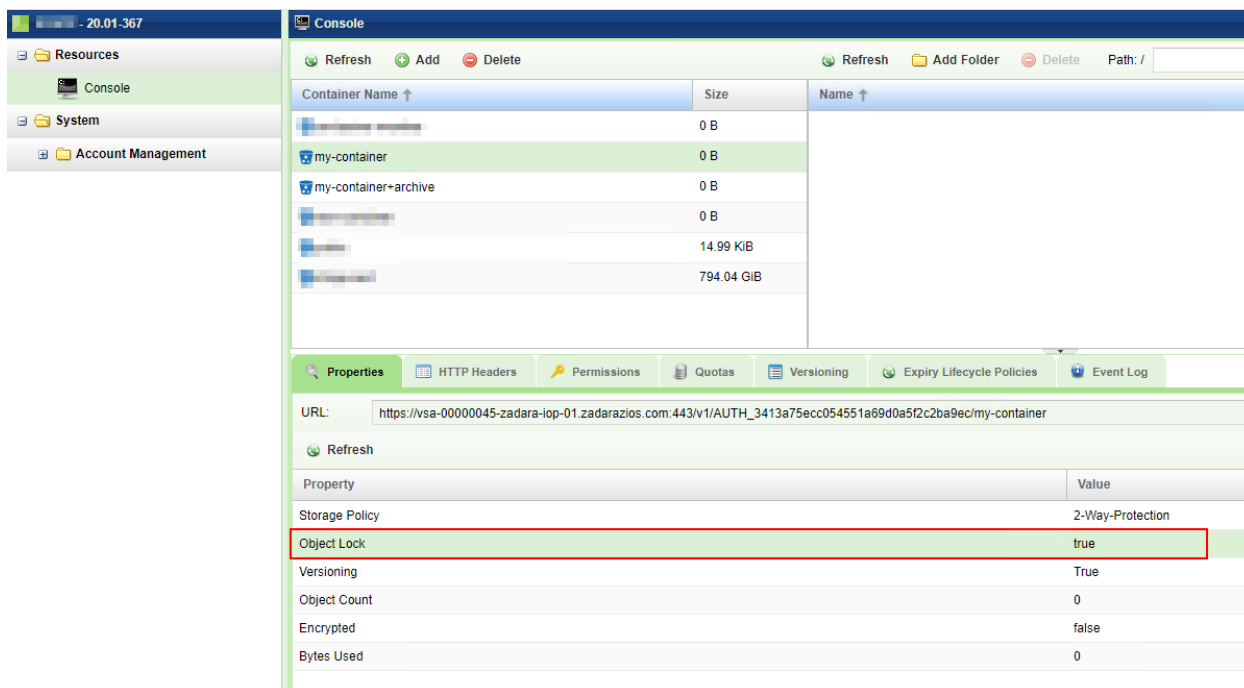 - 20.01-367
Console
Resources
Console
System
Account Management
Refresh Add Delete
Refresh Add Folder Delete Path: /
Container Name Size
Name
0 B
my-container 0 B
my-container+archive 0 B
0 B
14.99 KiB
794.04 GiB
Properties HTTP Headers Permissions Quotas Versioning Expiry Lifecycle Policies Event Log
URL: https://vsa-00000045-zadara-iop-01.zadarazios.com:443/v1/AUTH_3413a75ecc054551a69d0a5f2c2ba9ec/my-container
Refresh
Property Value
Storage Policy 2-Way-Protection
Object Lock true
Versioning True
Object Count 0
Encrypted false
Bytes Used 0